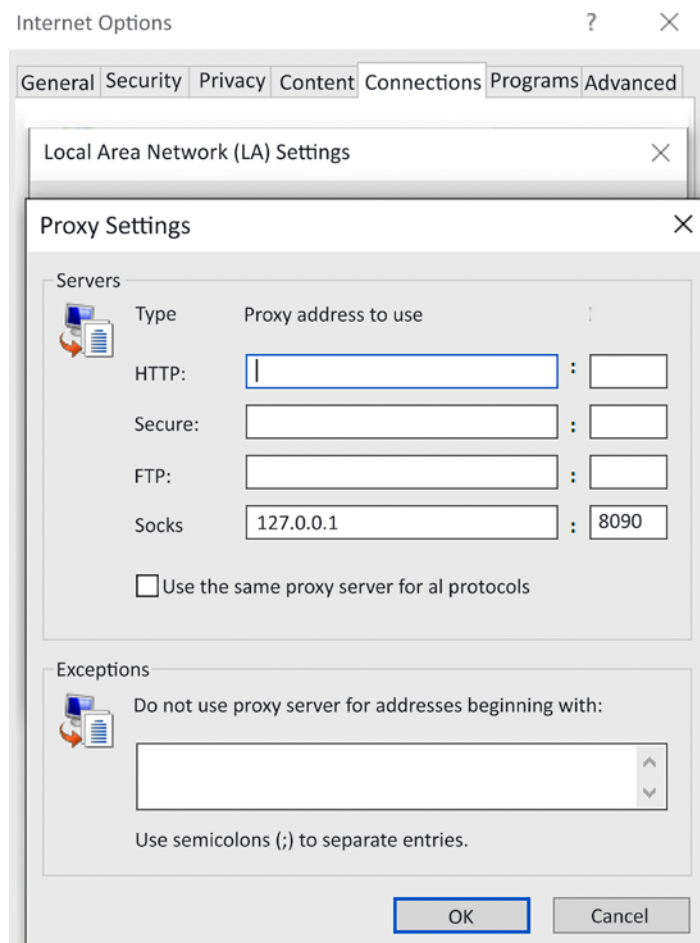 Internet Options ?
General Security Privacy Content Connections Programs Advanced
Local Area Network (LA) Settings
Proxy Settings
Servers
Type Proxy address to use
HTTP: :
Secure: :
FTP: :
Socks 127.0.0.1 : 8090
Use the same proxy server for al protocols
Exceptions
Do not use proxy server for addresses beginning with:
Use semicolons (;) to separate entries.
OK Cancel